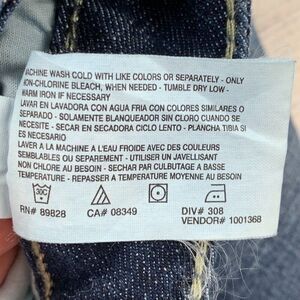 MACHINE WASH COLD WITH LIKE COLORS OR SEPARATELY - ONLY
NON-CHLORINE BLEACH, WHEN NEEDED - TUMBLE DRY LOW -
WARM IRON IF NECESSARY
LAVAR EN LAVADORA CON AGUA FRIA CON COLORES SIMILARES O
SEPARADO - SOLAMENTE BLANQUEADOR SIN CLORO CUANDO SE
NECESITE - SECAR EN SECADORA CICLO LENTO - PLANCHA TIBIA SI
ES NECESARIO
LAVER A LA MACHINE A L'EAU FROIDE AVEC DES COULEURS
SEMBLABLES OU SEPAREMENT - UTILISER UN JAVELLISANT
NON CHLORE AU BESOIN - SECHAGE PAR CULBUTAGE A BASSE
TEMPERATURE - REPASSER A TEMPERATURE MOYENNE AU BESOIN
RN# 89828 CA# 08349 DIV# 308
VENDOR# 1001368